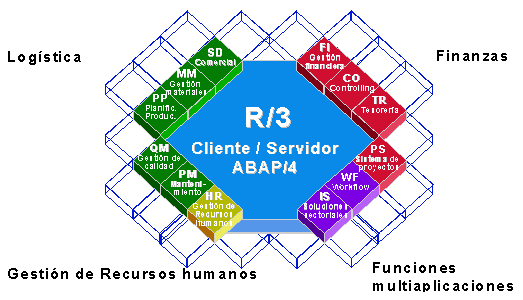 Logística
Finanzas
SD
Comercial
MM
Gestión
materiales
PP
Planific.
Produc.
FI
Gestión
financiera
CO
Controlling
TR
Tenorería
R/3
Cliente / Servidor
ABAP/4
QM
Gestión de
calidad
PM
Manteni-
miento
HR
Gestión de
Recursos
humanos
PS
Sistema de
proyectos
WF
Workflow
IS
Soluciones
sectoriales
Gestión de Recursos humanos
Funciones
multiaplicaciones